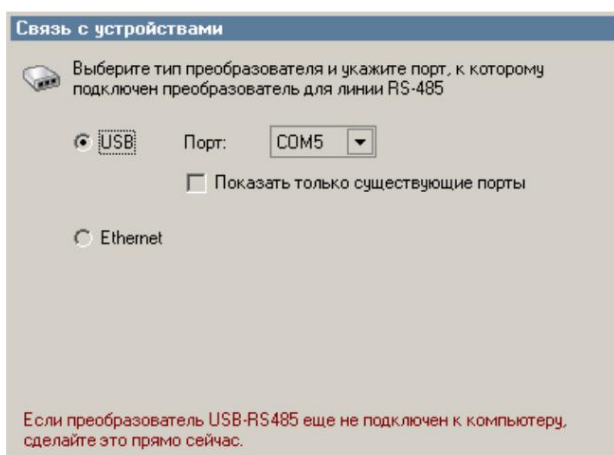 Связь с устройствами
Выберите тип преобразователя и укажите порт, к которому
подключен преобразователь для линии RS-485
USB Порт: COM5
Показать только существующие порты
Ethernet
Если преобразователь USB-RS485 еще не подключен к компьютеру,
сделайте это прямо сейчас.